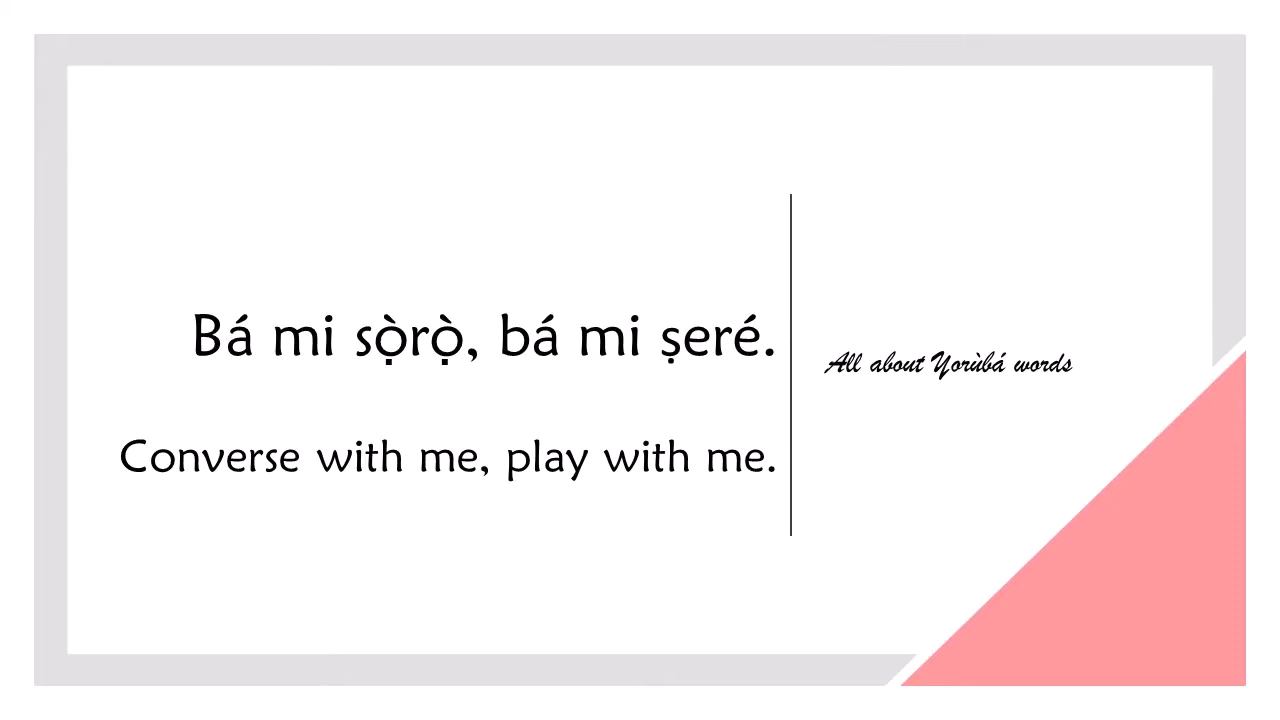 Bá mi sọ̀rọ̀, bá mi ṣeré.
Converse with me, play with me.
All about Yorùbá words